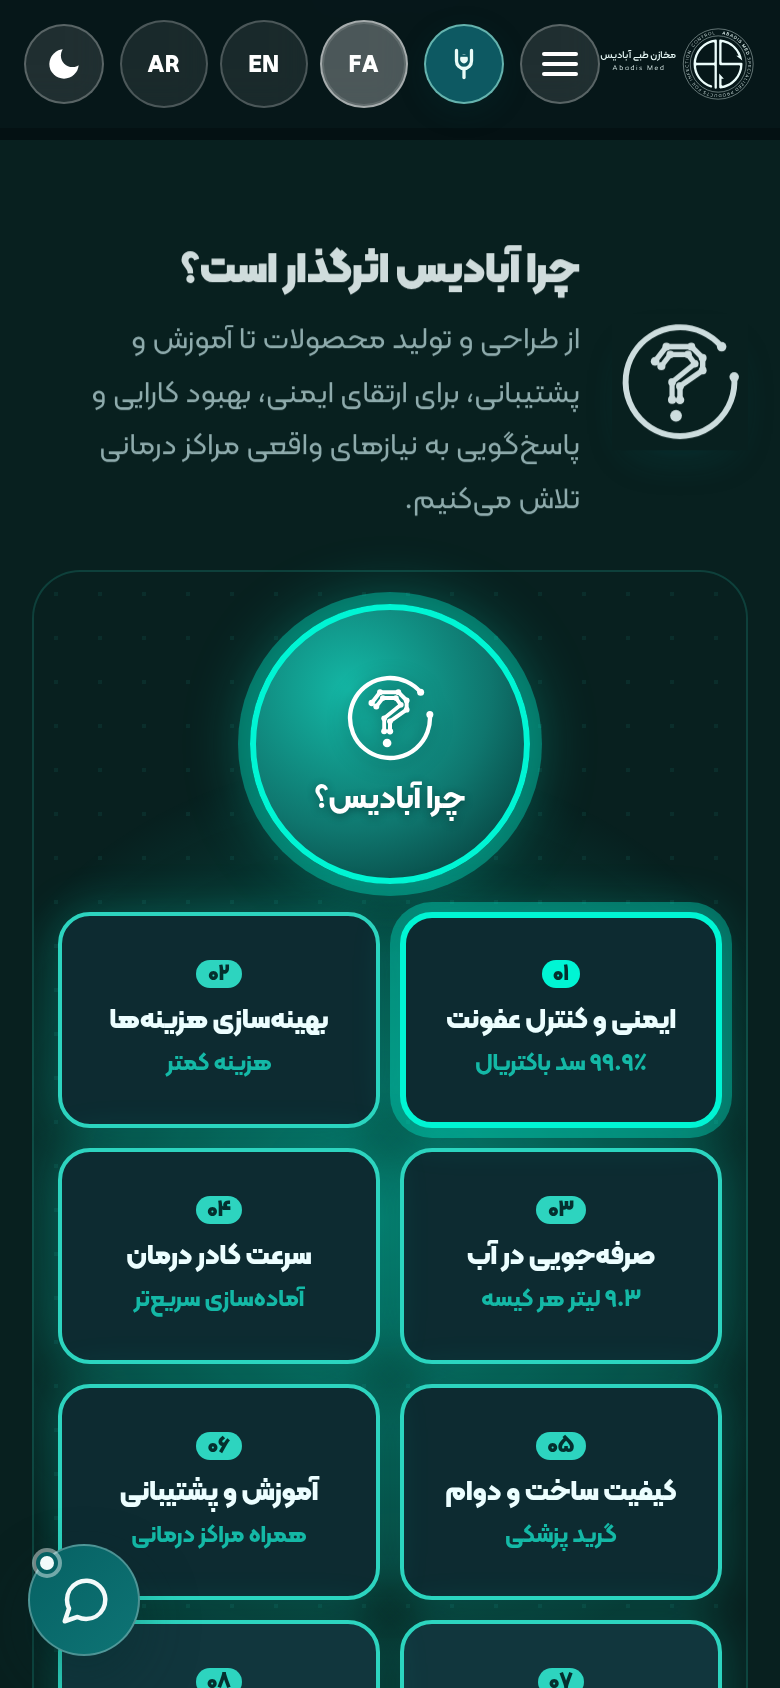 مخازن طبی آبادیس
Abadis Med
FA
EN
AR
چرا آبادیس اثرگذار است؟
از طراحی و تولید محصولات تا آموزش و
پشتیبانی، برای ارتقای ایمنی، بهبود کارایی و
پاسخ‌گویی به نیازهای واقعی مراکز درمانی
تلاش می‌کنیم.
چرا آبادیس؟
۰۱
ایمنی و کنترل عفونت
۹۹.۹٪ سد باکتریال
۰۲
بهینه‌سازی هزینه‌ها
هزینه کمتر
۰۳
صرفه‌جویی در آب
۹.۳ لیتر هر کیسه
۰۴
سرعت کادر درمان
آماده‌سازی سریع‌تر
۰۵
کیفیت ساخت و دوام
گرید پزشکی
۰۶
آموزش و پشتیبانی
همراه مراکز درمانی
۰۷
۰۸